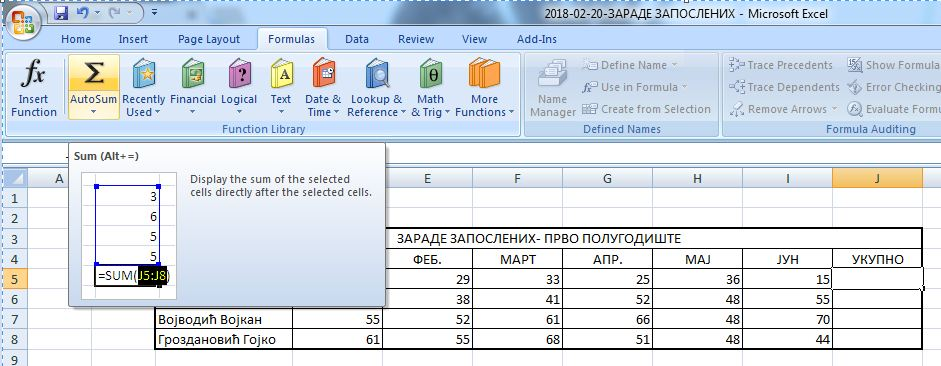 2018-02-20-ЗАРАДЕ ЗАПОСЛЕНИХ - Microsoft Excel
Home Insert Page Layout Formulas Data Review View Add-Ins
fx Σ A θ
Insert Function AutoSum Recently Used Financial Logical Text Date & Time Lookup & Reference Math & Trig More Functions
Name Manager Define Name Use in Formula Create from Selection
Trace Precedents Show Formula
Trace Dependents Error Checking
Remove Arrows Evaluate Formu
Function Library Defined Names Formula Auditing
Sum (Alt+=)
Display the sum of the selected
cells directly after the selected cells.
3
6
5
5
=SUM(J5:J8)
A E F G H I J
1
2
3 ЗАРАДЕ ЗАПОСЛЕНИХ- ПРВО ПОЛУГОДИШТЕ
4 ФЕБ. МАРТ АПР. МАЈ ЈУН УКУПНО
5 29 33 25 36 15
6 38 41 52 48 55
7 Војводић Војкан 55 52 61 66 48 70
8 Гроздановић Гојко 61 55 68 51 48 44
9